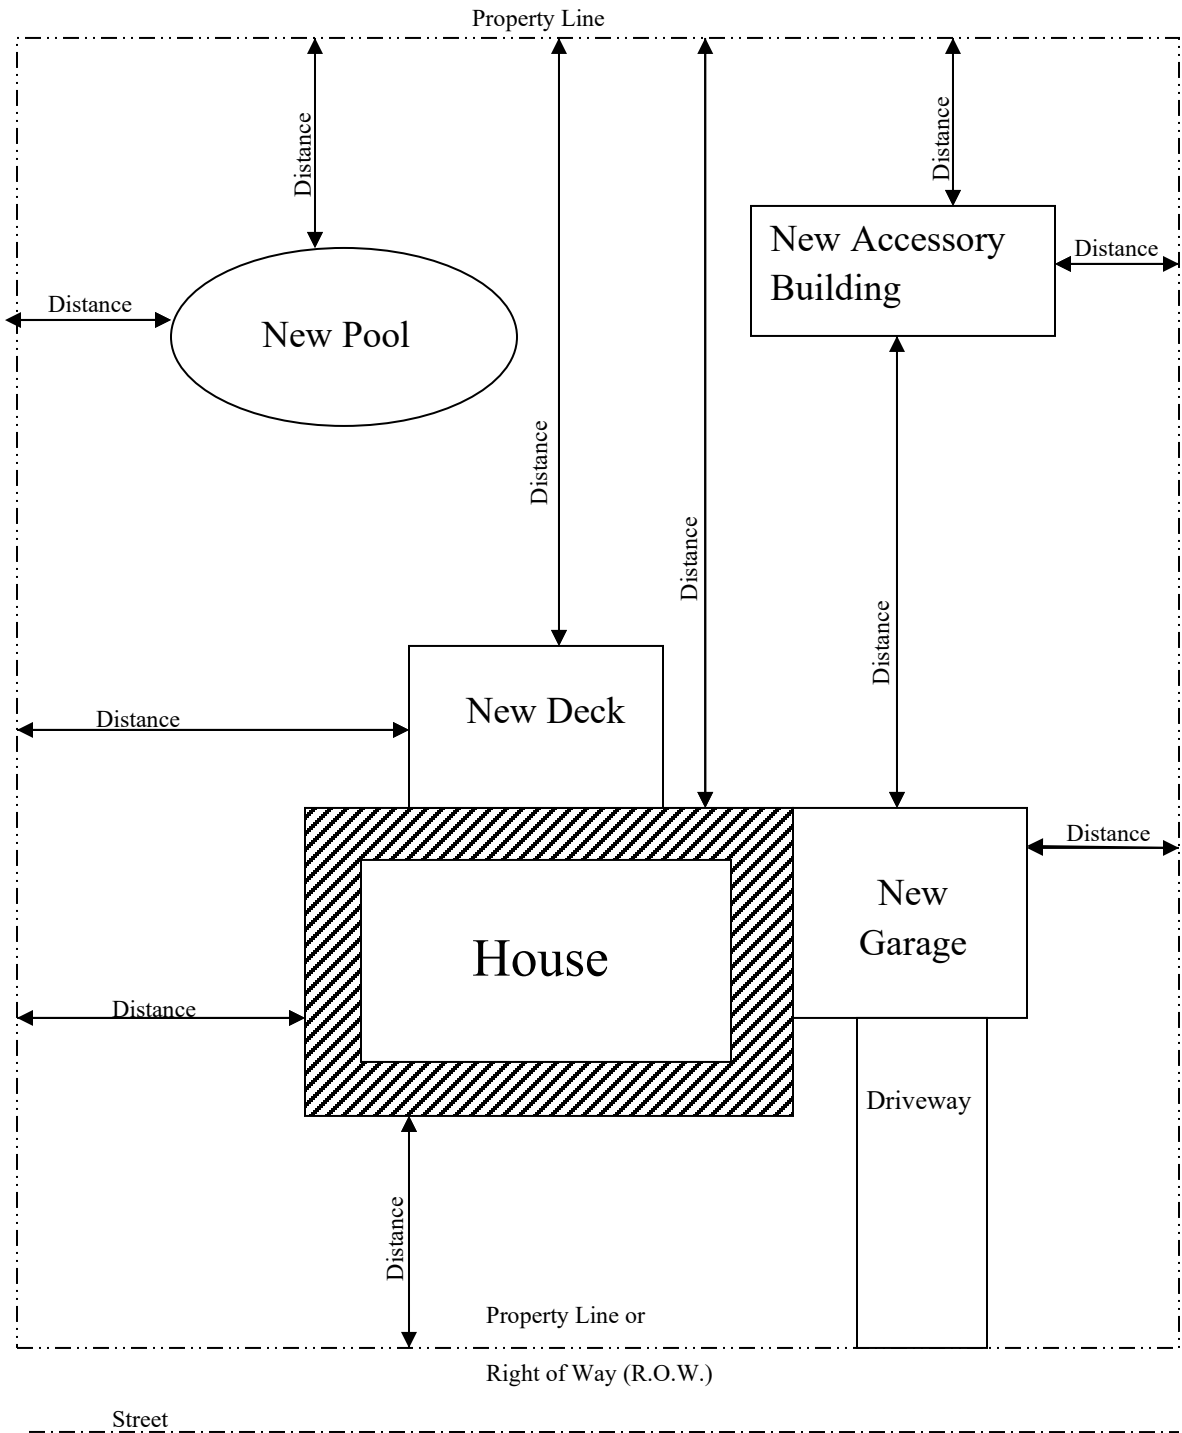 Property Line
Distance
Distance
Distance
New Accessory
Building
Distance
New Pool
Distance
Distance
Distance
New Deck
Distance
Distance
New
Garage
House
Distance
Driveway
Distance
Property Line or
Right of Way (R.O.W.)
Street